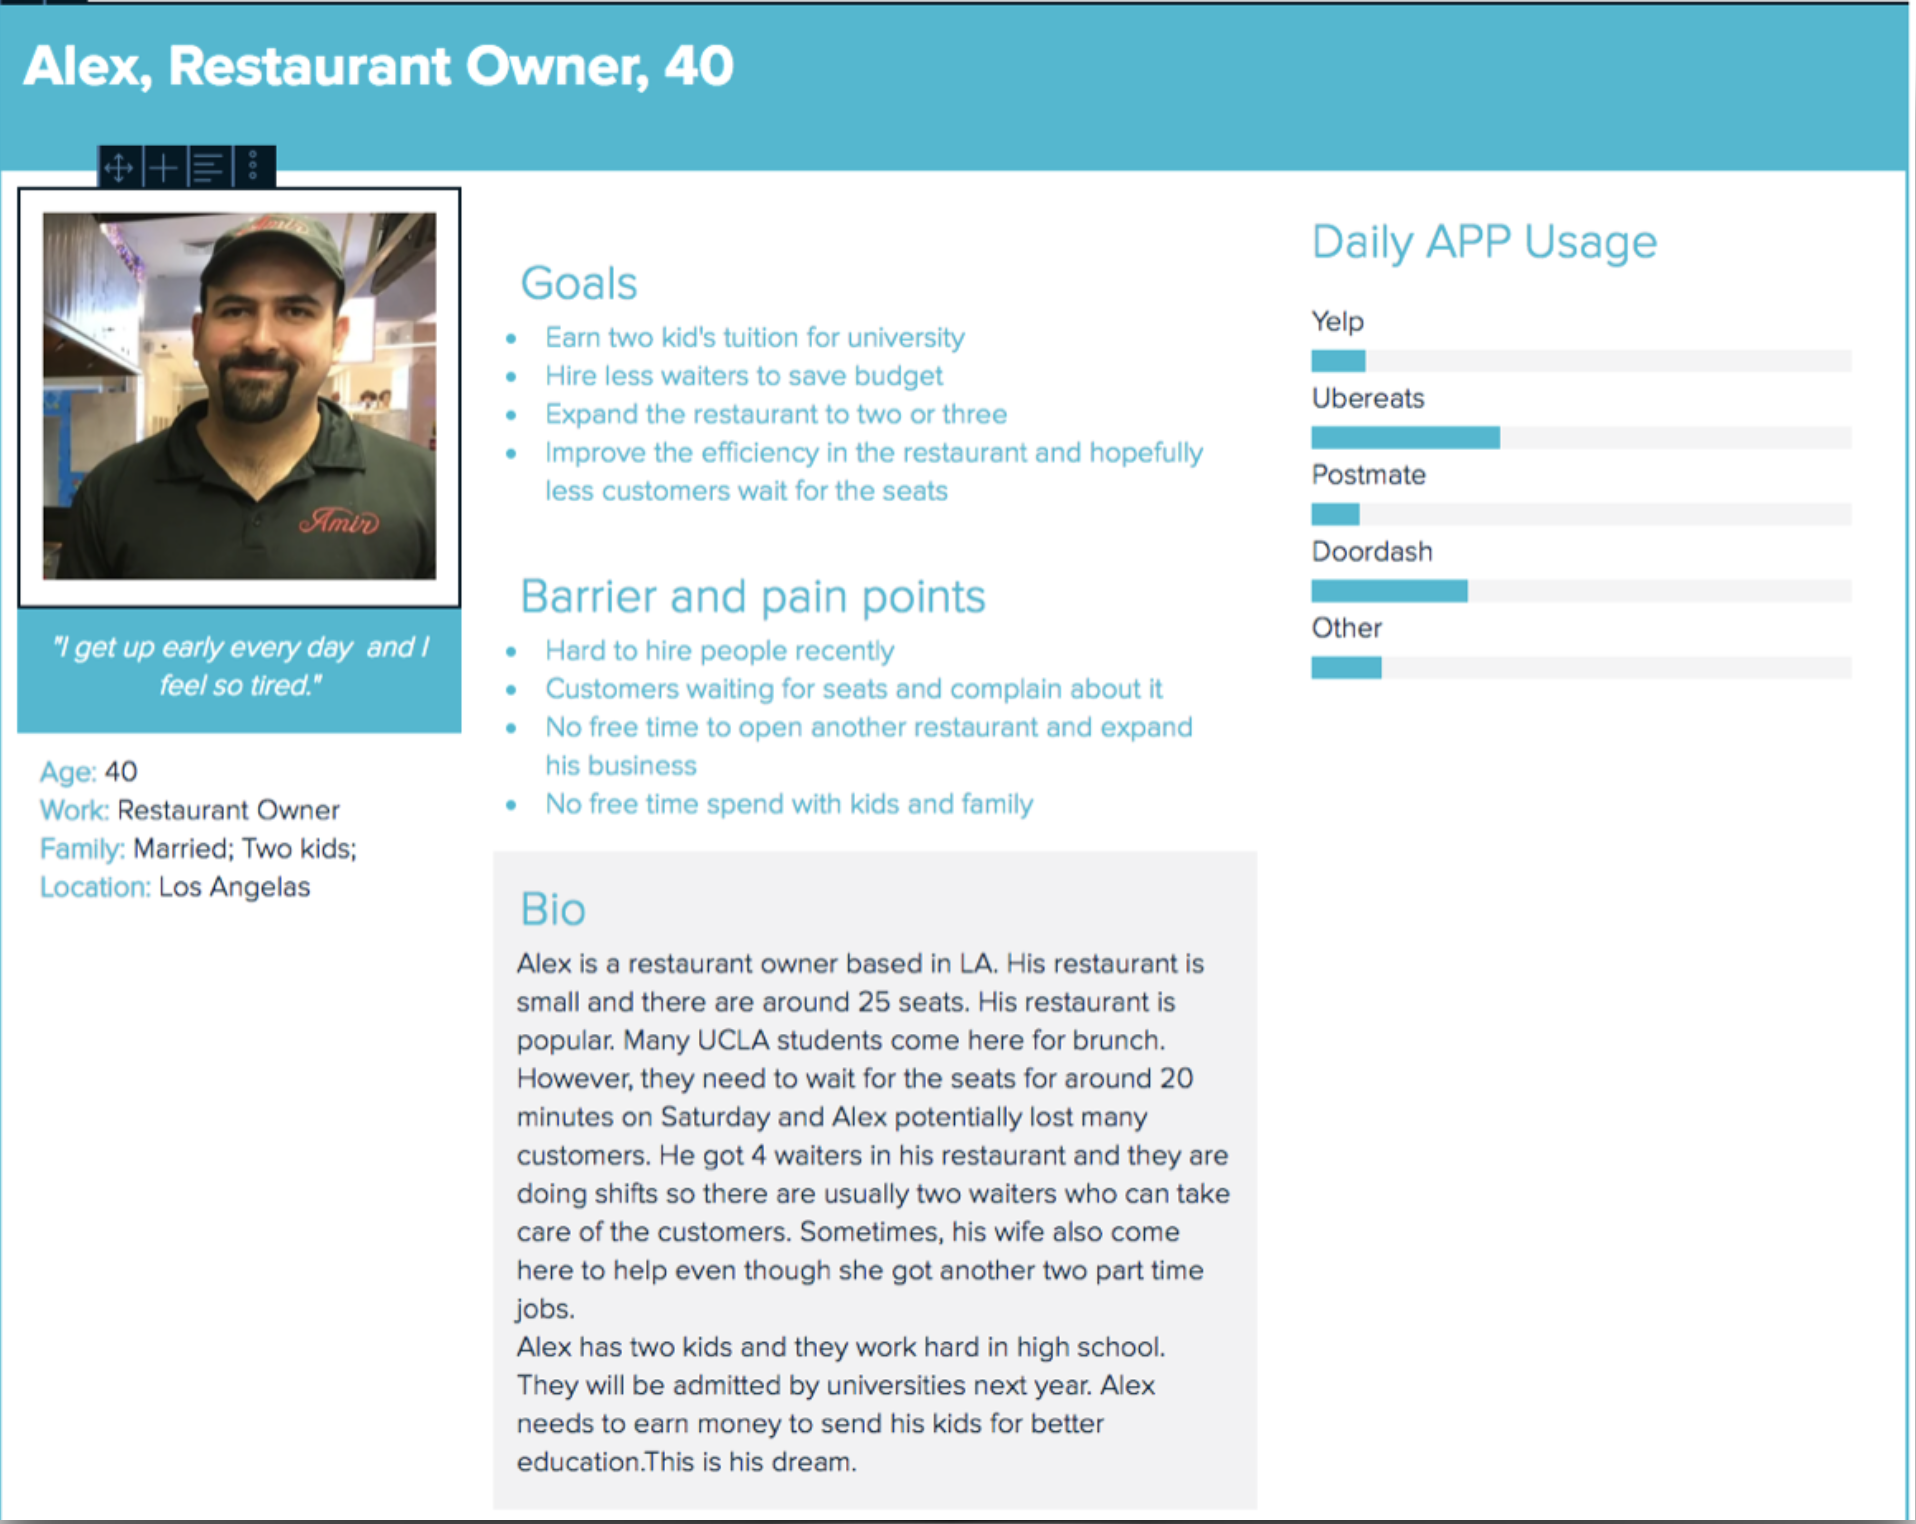 Alex, Restaurant Owner, 40
Amir
Amir
"I get up early every day  and I
feel so tired."
Age: 40
Work: Restaurant Owner
Family: Married; Two kids;
Location: Los Angelas
Goals
• Earn two kid's tuition for university
• Hire less waiters to save budget
• Expand the restaurant to two or three
• Improve the efficiency in the restaurant and hopefully
less customers wait for the seats
Barrier and pain points
• Hard to hire people recently
• Customers waiting for seats and complain about it
• No free time to open another restaurant and expand
his business
• No free time spend with kids and family
Bio
Alex is a restaurant owner based in LA. His restaurant is
small and there are around 25 seats. His restaurant is
popular. Many UCLA students come here for brunch.
However, they need to wait for the seats for around 20
minutes on Saturday and Alex potentially lost many
customers. He got 4 waiters in his restaurant and they are
doing shifts so there are usually two waiters who can take
care of the customers. Sometimes, his wife also come
here to help even though she got another two part time
jobs.
Alex has two kids and they work hard in high school.
They will be admitted by universities next year. Alex
needs to earn money to send his kids for better
education.This is his dream.
Daily APP Usage
Yelp
Ubereats
Postmate
Doordash
Other